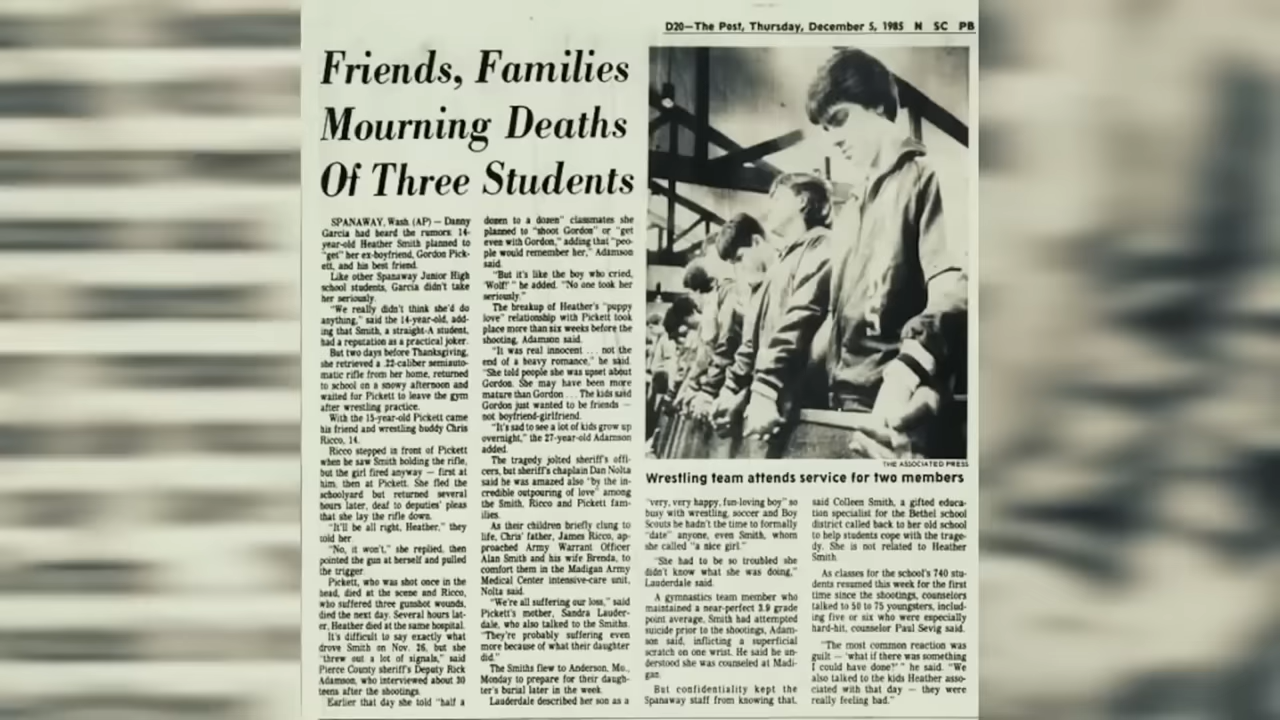 D20—The Post, Thursday, December 5, 1985 N SC PB
Friends, Families
Mourning Deaths
Of Three Students
SPANAWAY, Wash. (AP) — Danny
Garcia had heard the rumors: 14-
year-old Heather Smith planned to
"get" her ex-boyfriend, Gordon Pick-
ett, and his best friend.
Like other Spanaway Junior High
school students, Garcia didn't take
her seriously.
"We really didn't think she'd do
anything," said the 14-year-old, add-
ing that Smith, a straight-A student,
had a reputation as a practical joker.
But two days before Thanksgiving,
she retrieved a .22-caliber semiauto-
matic rifle from her home, returned
to school on a snowy afternoon and
waited for Pickett to leave the gym
after wrestling practice.
With the 15-year-old Pickett came
his friend and wrestling buddy Chris
Ricco, 14.
Ricco stepped in front of Pickett
when he saw Smith holding the rifle,
but the girl fired anyway — first at
him, then at Pickett. She fled the
schoolyard but returned several
hours later, deaf to deputies' pleas
that she lay the rifle down.
"It'll be all right, Heather," they
told her.
"No, it won't," she replied, then
pointed the gun at herself and pulled
the trigger.
Pickett, who was shot once in the
head, died at the scene and Ricco,
who suffered three gunshot wounds,
died the next day. Several hours lat-
er, Heather died at the same hospital.
It's difficult to say exactly what
drove Smith on Nov. 26, but she
"threw out a lot of signals," said
Pierce County sheriff's Deputy Rick
Adamson, who interviewed about 30
teens after the shootings.
Earlier that day she told "half a
dozen to a dozen" classmates she
planned to "shoot Gordon" or "get
even with Gordon," adding that "peo-
ple would remember her," Adamson
said.
"But it's like the boy who cried,
'Wolf!' " he added. "No one took her
seriously."
The breakup of Heather's "puppy
love" relationship with Pickett took
place more than six weeks before the
shooting, Adamson said.
"It was real innocent ... not the
end of a heavy romance," he said.
"She told people she was upset about
Gordon. She may have been more
mature than Gordon ... The kids said
Gordon just wanted to be friends —
not boyfriend-girlfriend.
"It's sad to see a lot of kids grow up
overnight," the 27-year-old Adamson
added.
The tragedy jolted sheriff's offi-
cers, but sheriff's chaplain Dan Nolta
said he was amazed also "by the in-
credible outpouring of love" among
the Smith, Ricco and Pickett fam-
ilies.
As their children briefly clung to
life, Chris' father, James Ricco, ap-
proached Army Warrant Officer
Alan Smith and his wife Brenda, to
comfort them in the Madigan Army
Medical Center intensive-care unit,
Nolta said.
"We're all suffering our loss," said
Pickett's mother, Sandra Lauder-
dale, who also talked to the Smiths.
"They're probably suffering even
more because of what their daughter
did."
The Smiths flew to Anderson, Mo.,
Monday to prepare for their daugh-
ter's burial later in the week.
Lauderdale described her son as a
THE ASSOCIATED PRESS
Wrestling team attends service for two members
"very, very happy, fun-loving boy" so
busy with wrestling, soccer and Boy
Scouts he hadn't the time to formally
"date" anyone, even Smith, whom
she called "a nice girl."
"She had to be so troubled she
didn't know what she was doing,"
Lauderdale said.
A gymnastics team member who
maintained a near-perfect 3.9 grade
point average, Smith had attempted
suicide prior to the shootings, Adam-
son said, inflicting a superficial
scratch on one wrist. He said he un-
derstood she was counseled at Madi-
gan.
But confidentiality kept the
Spanaway staff from knowing that,
said Colleen Smith, a gifted educa-
tion specialist for the Bethel school
district called back to her old school
to help students cope with the trage-
dy. She is not related to Heather
Smith.
As classes for the school's 740 stu-
dents resumed this week for the first
time since the shootings, counselors
talked to 50 to 75 youngsters, includ-
ing five or six who were especially
hard-hit, counselor Paul Sevig said.
"The most common reaction was
guilt — 'what if there was something
I could have done?' " he said. "We
also talked to the kids Heather asso-
ciated with that day — they were
really feeling bad."